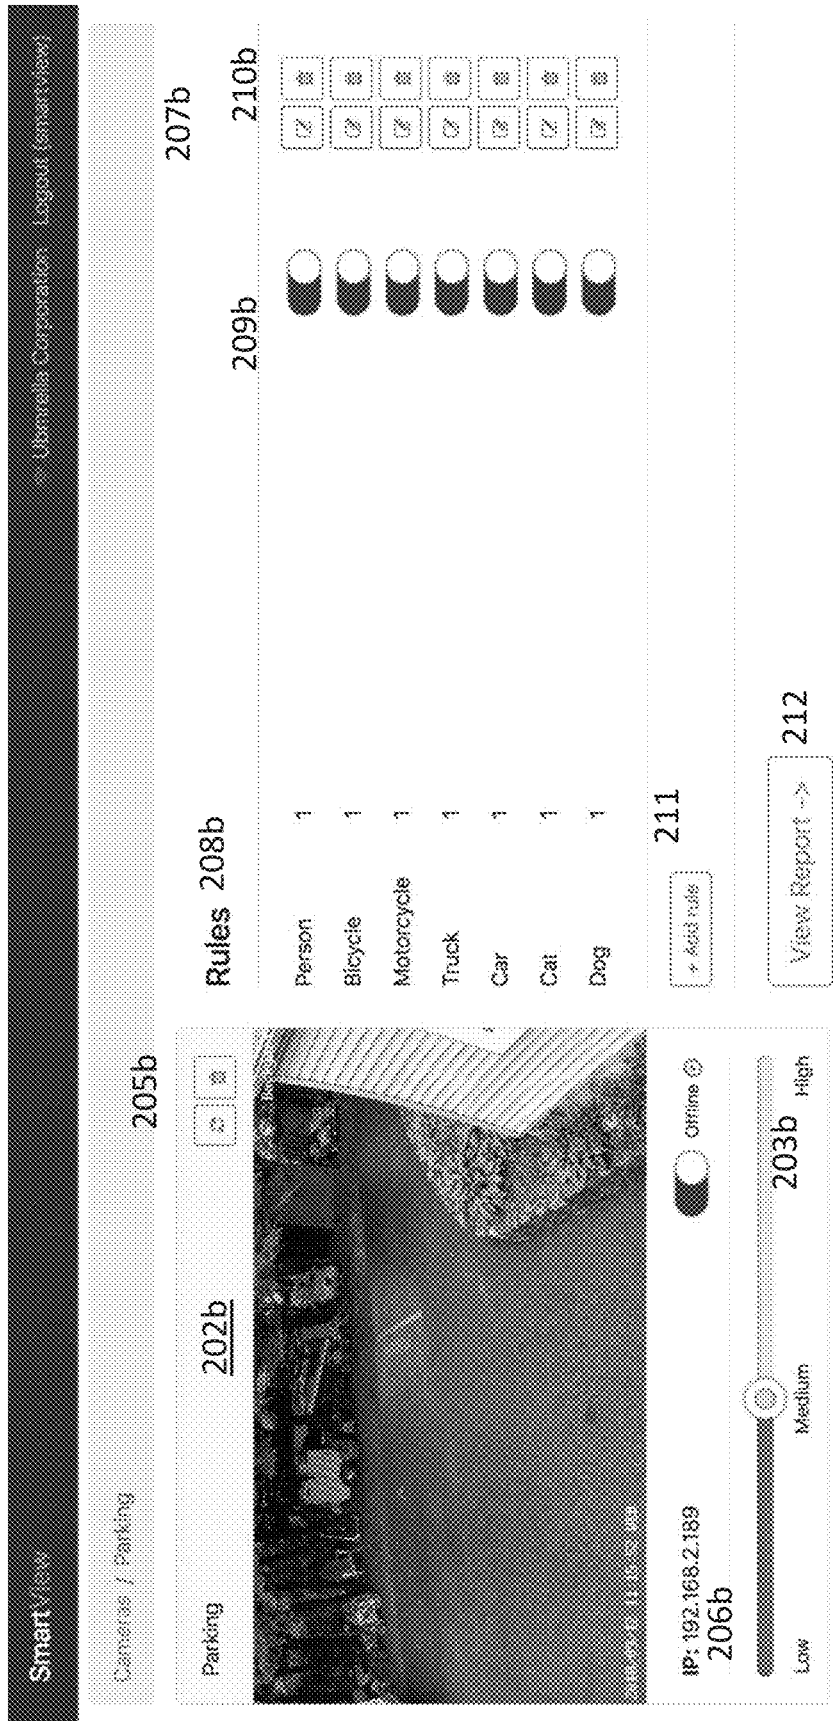 SmartView
Ubmrella Corporation Logout (smartview)
Cameras / Parking
205b
207b
Parking
202b
Rules 208b
209b
210b
Person 1
Bicycle 1
Motorcycle 1
Truck 1
Car 1
Cat 1
Dog 1
IP: 192.168.2.189
206b
Offline
203b
Low
Medium
High
+ Add rule
211
View Report ->
212